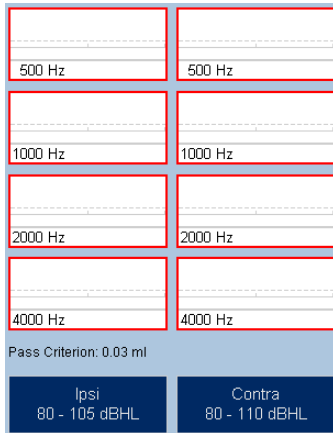 500 Hz 500 Hz
1000 Hz 1000 Hz
2000 Hz 2000 Hz
4000 Hz 4000 Hz
Pass Criterion: 0.03 ml
Ipsi Contra
80 - 105 dBHL 80 - 110 dBHL